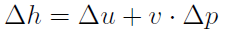 Δh = Δu + v · Δp